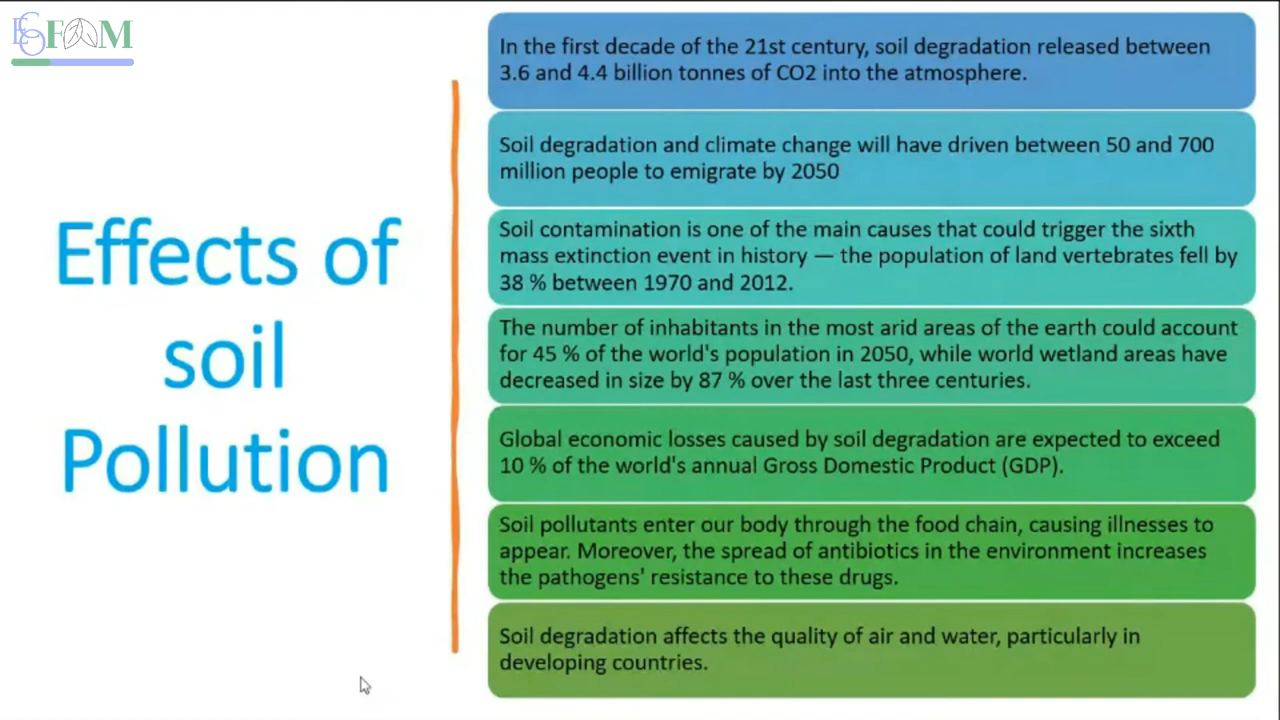 ECOFOAM
Effects of
soil
Pollution
In the first decade of the 21st century, soil degradation released between
3.6 and 4.4 billion tonnes of CO2 into the atmosphere.
Soil degradation and climate change will have driven between 50 and 700
million people to emigrate by 2050
Soil contamination is one of the main causes that could trigger the sixth
mass extinction event in history — the population of land vertebrates fell by
38 % between 1970 and 2012.
The number of inhabitants in the most arid areas of the earth could account
for 45 % of the world's population in 2050, while world wetland areas have
decreased in size by 87 % over the last three centuries.
Global economic losses caused by soil degradation are expected to exceed
10 % of the world's annual Gross Domestic Product (GDP).
Soil pollutants enter our body through the food chain, causing illnesses to
appear. Moreover, the spread of antibiotics in the environment increases
the pathogens' resistance to these drugs.
Soil degradation affects the quality of air and water, particularly in
developing countries.